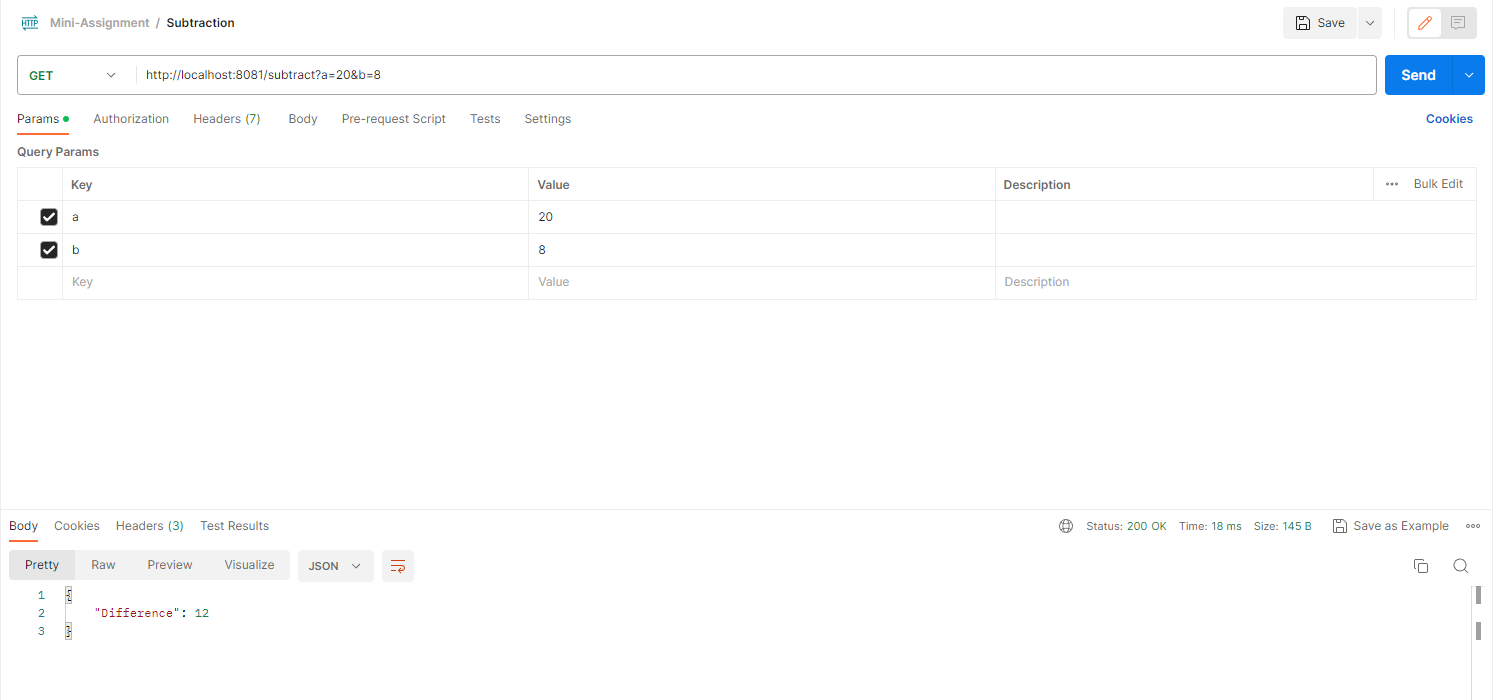 HTTP Mini-Assignment / Subtraction Save
GET http://localhost:8081/subtract?a=20&b=8 Send
Params Authorization Headers (7) Body Pre-request Script Tests Settings Cookies
Query Params
Key Value Description ••• Bulk Edit
a 20
b 8
Key Value Description
Body Cookies Headers (3) Test Results Status: 200 OK Time: 18 ms Size: 145 B Save as Example •••
Pretty Raw Preview Visualize JSON
1 {
2 "Difference": 12
3 }